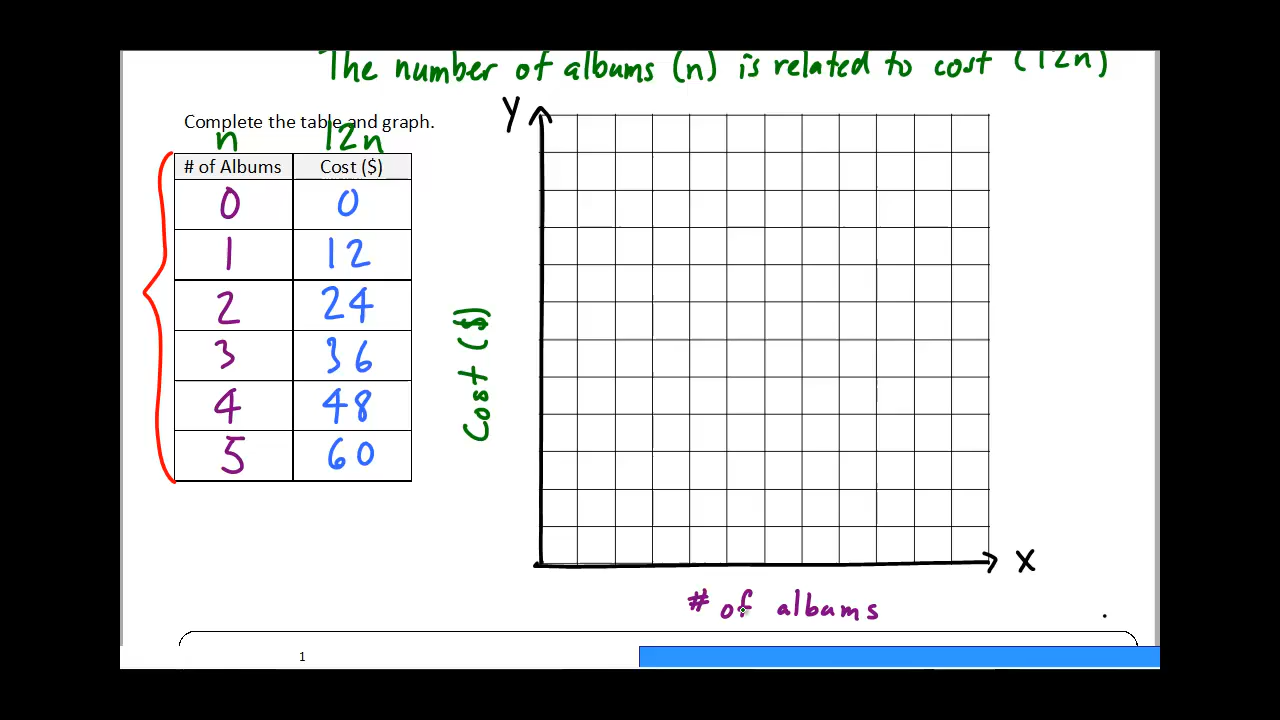 The number of albums (n) is related to cost (12n)
Complete the table and graph.
n 12n
# of Albums Cost ($)
0 0
1 12
2 24
3 36
4 48
5 60
Y
Cost ($)
X
# of albums
1